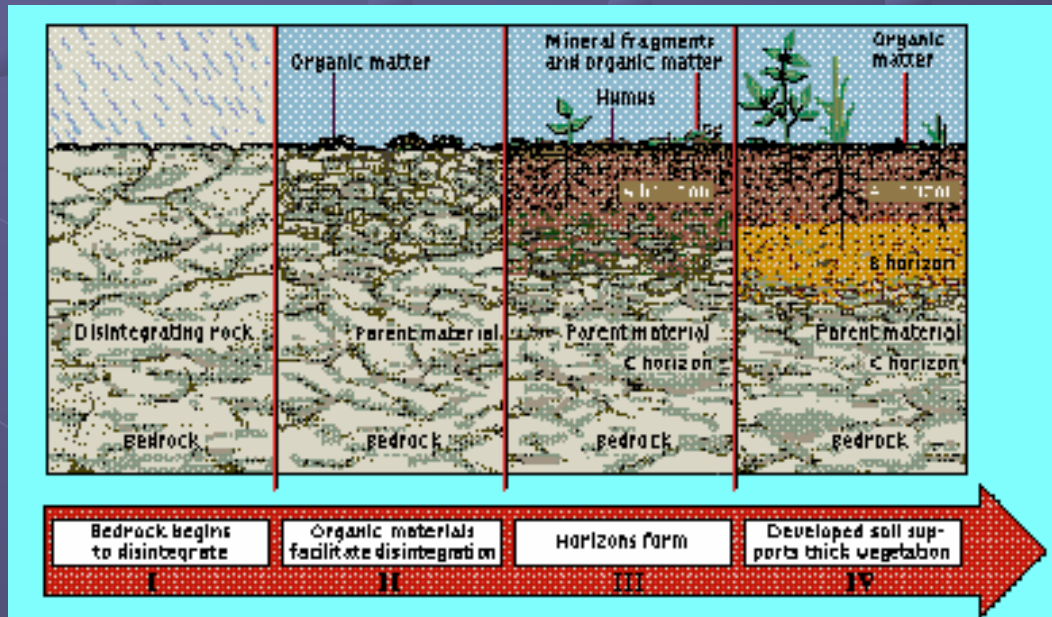 Organic matter
Mineral fragments
and organic matter
Humus
Organic
matter
A horizon
A horizon
B horizon
Disintegrating rock
Parent material
Parent material
C horizon
Parent material
C horizon
Bedrock
Bedrock
Bedrock
Bedrock
Bedrock begins
to disintegrate
I
Organic materials
facilitate disintegration
II
Horizons form
III
Developed soil sup-
ports thick vegetation
IV